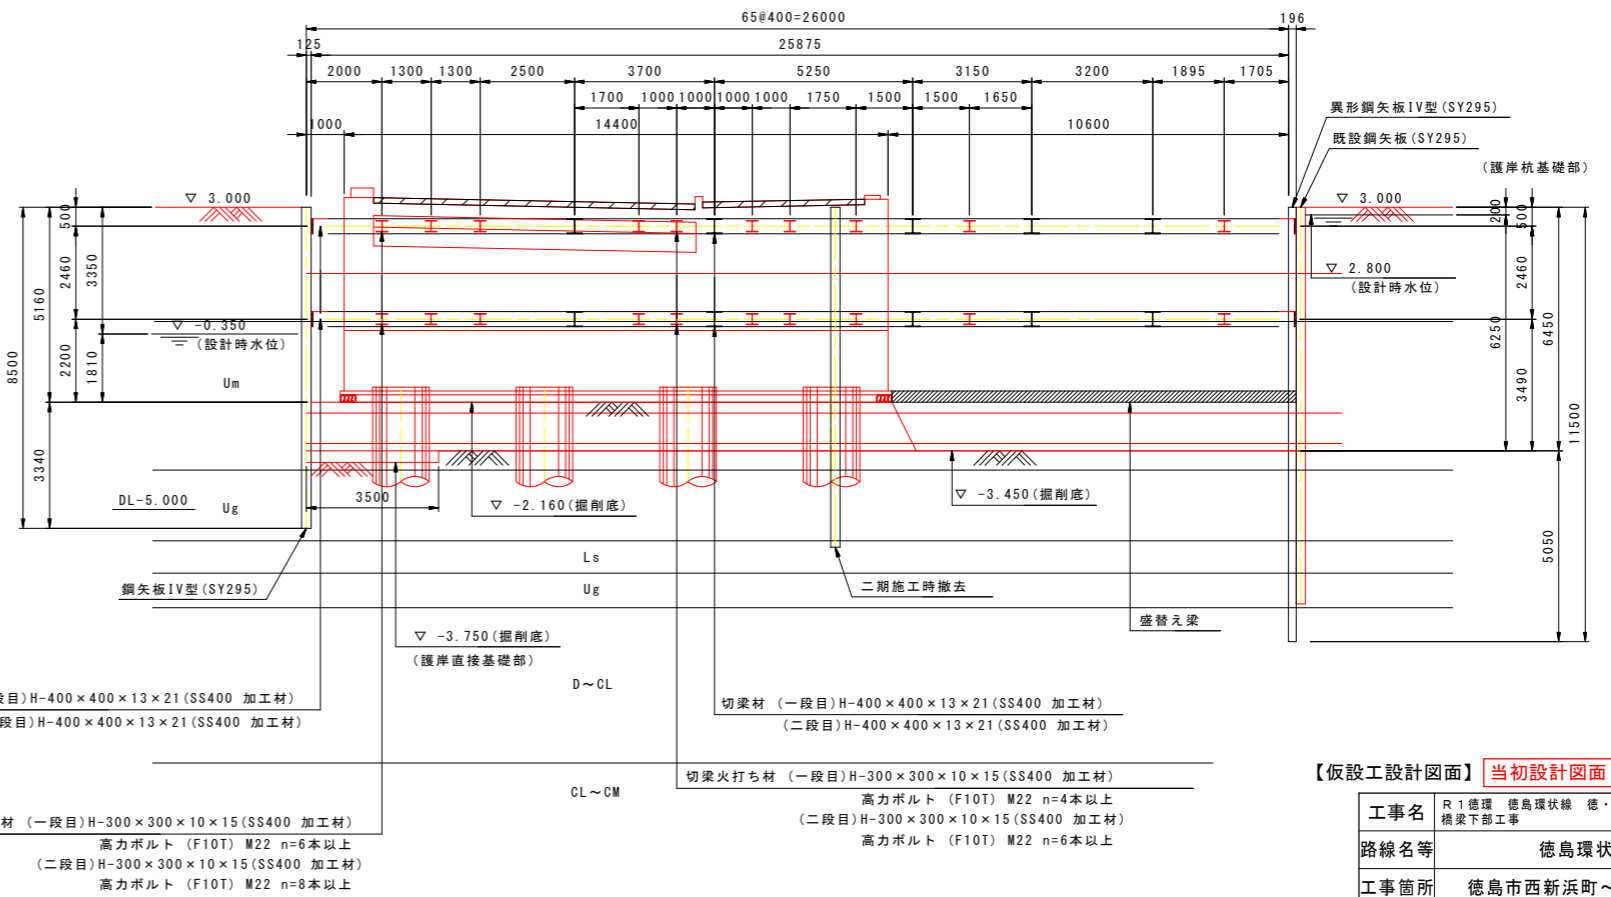 65@400=26000
196
125
25875
2000
1300
1300
2500
3700
5250
3150
3200
1895
1705
1700
1000
1000
1000
1000
1750
1500
1500
1650
1000
14400
10600
異形鋼矢板IV型(SY295)
既設鋼矢板(SY295)
(護岸杭基礎部)
▽ 3.000
▽ 3.000
500
2460
3350
5160
8500
2200
1810
3340
▽ -0.350
(設計時水位)
200
500
▽ 2.800
(設計時水位)
2460
6250
6450
3490
11500
5050
Um
DL-5.000
Ug
3500
▽ -2.160(掘削底)
▽ -3.450(掘削底)
Ls
Ug
鋼矢板IV型(SY295)
二期施工時撤去
盛替え梁
▽ -3.750(掘削底)
(護岸直接基礎部)
D~CL
段目)H-400×400×13×21(SS400 加工材)
段目)H-400×400×13×21(SS400 加工材)
切梁材 (一段目)H-400×400×13×21(SS400 加工材)
(二段目)H-400×400×13×21(SS400 加工材)
CL~CM
切梁火打ち材 (一段目)H-300×300×10×15(SS400 加工材)
高力ボルト (F10T) M22 n=4本以上
(二段目)H-300×300×10×15(SS400 加工材)
高力ボルト (F10T) M22 n=6本以上
材 (一段目)H-300×300×10×15(SS400 加工材)
高力ボルト (F10T) M22 n=6本以上
(二段目)H-300×300×10×15(SS400 加工材)
高力ボルト (F10T) M22 n=8本以上
【仮設工設計図面】 当初設計図面
工事名 R1徳環 徳島環状線 徳・
橋梁下部工事
路線名等 徳島環状
工事箇所 徳島市西新浜町~